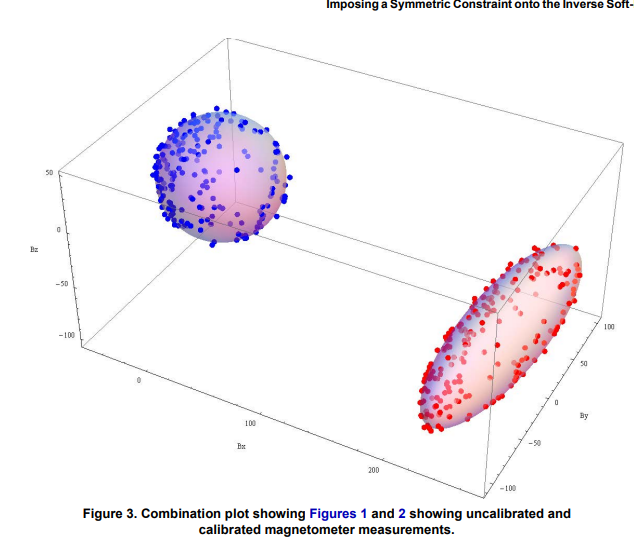 Imposing a Symmetric Constraint onto the Inverse Soft-
50
0
Bz
-50
-100
0
100
Bx
200
100
50
0
By
-50
-100
Figure 3. Combination plot showing Figures 1 and 2 showing uncalibrated and
calibrated magnetometer measurements.